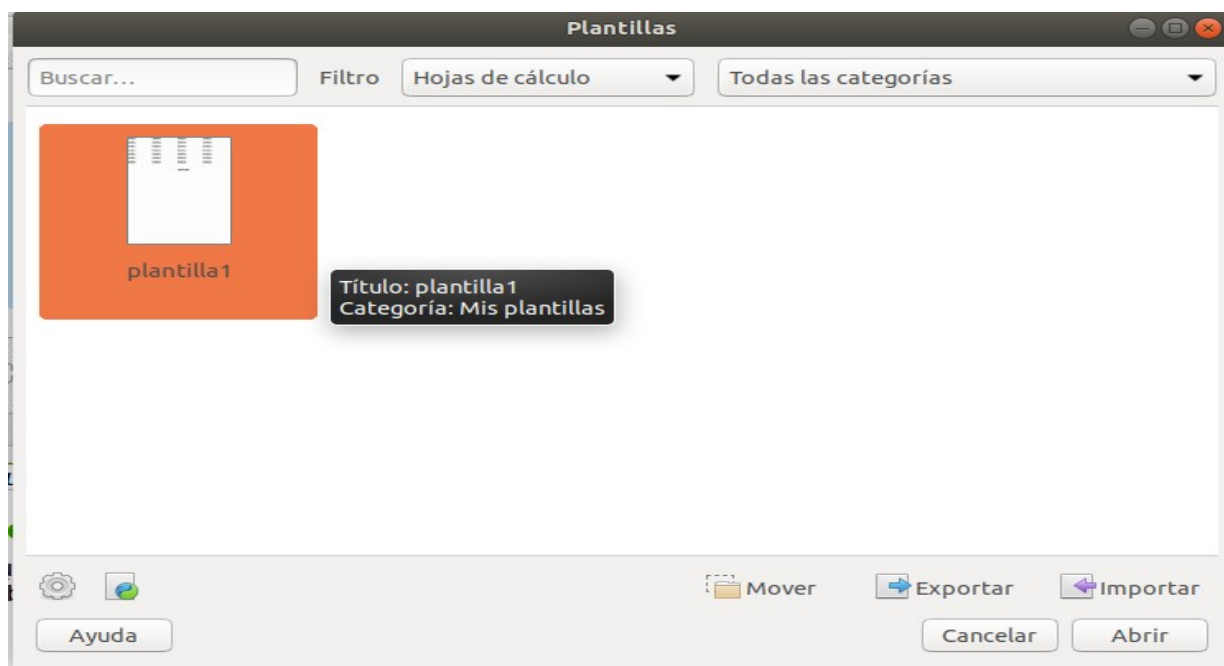 Plantillas
Buscar...
Filtro
Hojas de cálculo
Todas las categorías
plantilla1
Título: plantilla1
Categoría: Mis plantillas
Mover
Exportar
Importar
Ayuda
Cancelar
Abrir